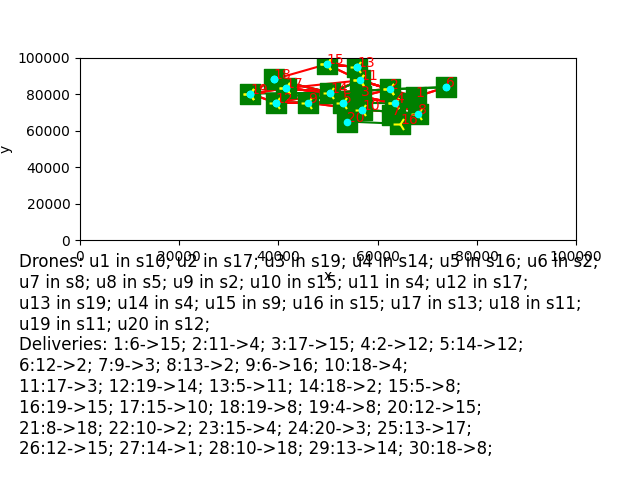 100000
80000
60000
40000
20000
0
y
0 20000 40000 60000 80000 100000
x
15
13
Drones: u1 in s10; u2 in s17; u3 in s19; u4 in s14; u5 in s16; u6 in s2;
u7 in s8; u8 in s5; u9 in s2; u10 in s15; u11 in s4; u12 in s17;
u13 in s19; u14 in s4; u15 in s9; u16 in s15; u17 in s13; u18 in s11;
u19 in s11; u20 in s12;
Deliveries: 1:6->15; 2:11->4; 3:17->15; 4:2->12; 5:14->12;
6:12->2; 7:9->3; 8:13->2; 9:6->16; 10:18->4;
11:17->3; 12:19->14; 13:5->11; 14:18->2; 15:5->8;
16:19->15; 17:15->10; 18:19->8; 19:4->8; 20:12->15;
21:8->18; 22:10->2; 23:15->4; 24:20->3; 25:13->17;
26:12->15; 27:14->1; 28:10->18; 29:13->14; 30:18->8;